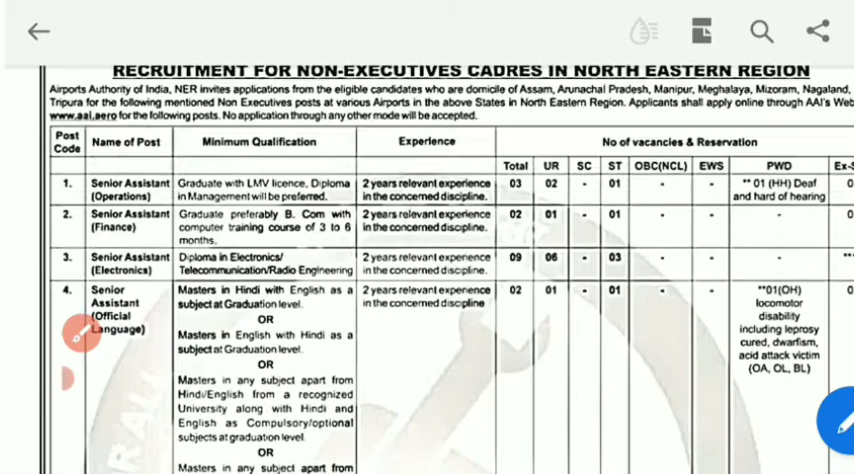 RECRUITMENT FOR NON-EXECUTIVES CADRES IN NORTH EASTERN REGION
Airports Authority of India, NER invites applications from the eligible candidates who are domicile of Assam, Arunachal Pradesh, Manipur, Meghalaya, Mizoram, Nagaland,
Tripura for the following mentioned Non Executives posts at various Airports in the above States in North Eastern Region. Applicants shall apply online through AAI's Web
www.aai.aero for the following posts. No application through any other mode will be accepted.
Post Code Name of Post Minimum Qualification Experience No of vacancies & Reservation
Total UR SC ST OBC(NCL) EWS PWD Ex-S
1. Senior Assistant Graduate with LMV licence, Diploma 2 years relevant experience 03 02 - 01 - - ** 01 (HH) Deaf 0
(Operations) in Management will be preferred. in the concerned discipline. and hard of hearing
2. Senior Assistant Graduate preferably B. Com with 2 years relevant experience 02 01 - 01 - - - 0
(Finance) computer training course of 3 to 6 in the concerned discipline.
months.
3. Senior Assistant Diploma in Electronics/ 2 years relevant experience 09 06 - 03 - - - **
(Electronics) Telecommunication/Radio Engineering in the concerned discipline.
4. Senior Masters in Hindi with English as a 2 years relevant experience 02 01 - 01 - - **01(OH) 0
Assistant subject at Graduation level. in the concerned discipline locomotor
(Official OR disability
Language) Masters in English with Hindi as a including leprosy
subject at Graduation level. cured, dwarfism,
OR acid attack victim
Masters in any subject apart from (OA, OL, BL)
Hindi/English from a recognized
University along with Hindi and
English as Compulsory/optional
subjects at graduation level.
OR
Masters in any subject apart from